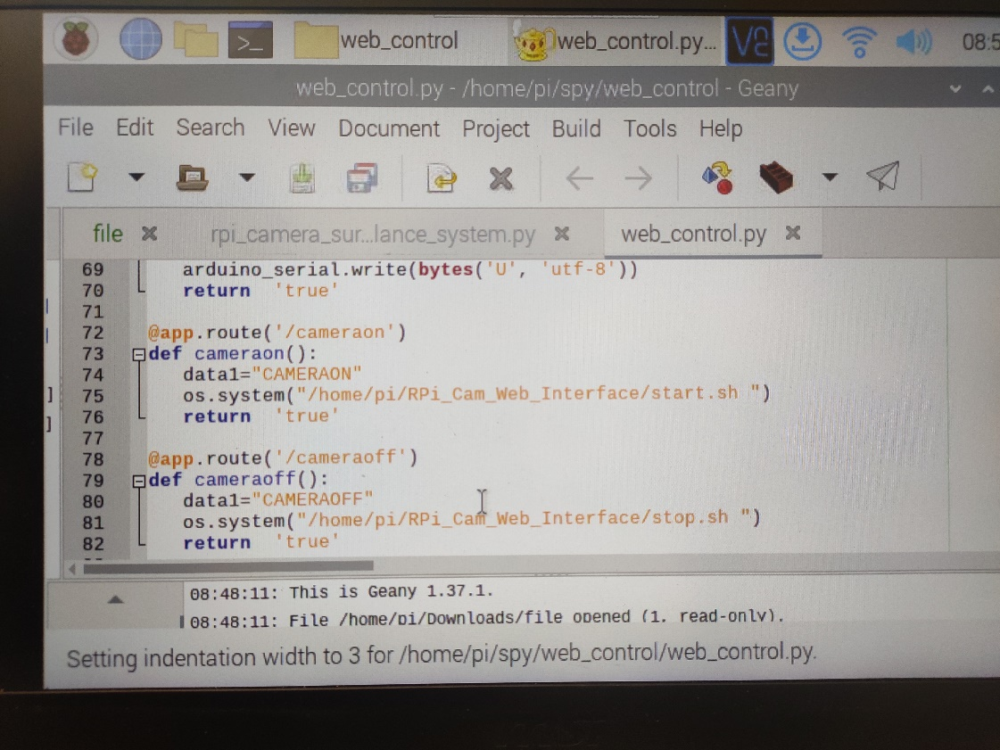 web_control
web_control.py...
V2
08:5
web_control.py - /home/pi/spy/web_control - Geany
File Edit Search View Document Project Build Tools Help
file
rpi_camera_sur...lance_system.py
web_control.py
69 arduino_serial.write(bytes('U', 'utf-8'))
70 return 'true'
71
72 @app.route('/cameraon')
73 def cameraon():
74 data1="CAMERAON"
75 os.system("/home/pi/RPi_Cam_Web_Interface/start.sh ")
76 return 'true'
77
78 @app.route('/cameraoff')
79 def cameraoff():
80 data1="CAMERAOFF"
81 os.system("/home/pi/RPi_Cam_Web_Interface/stop.sh ")
82 return 'true'
08:48:11: This is Geany 1.37.1.
08:48:11: File /home/pi/Downloads/file opened (1, read-only).
Setting indentation width to 3 for /home/pi/spy/web_control/web_control.py.